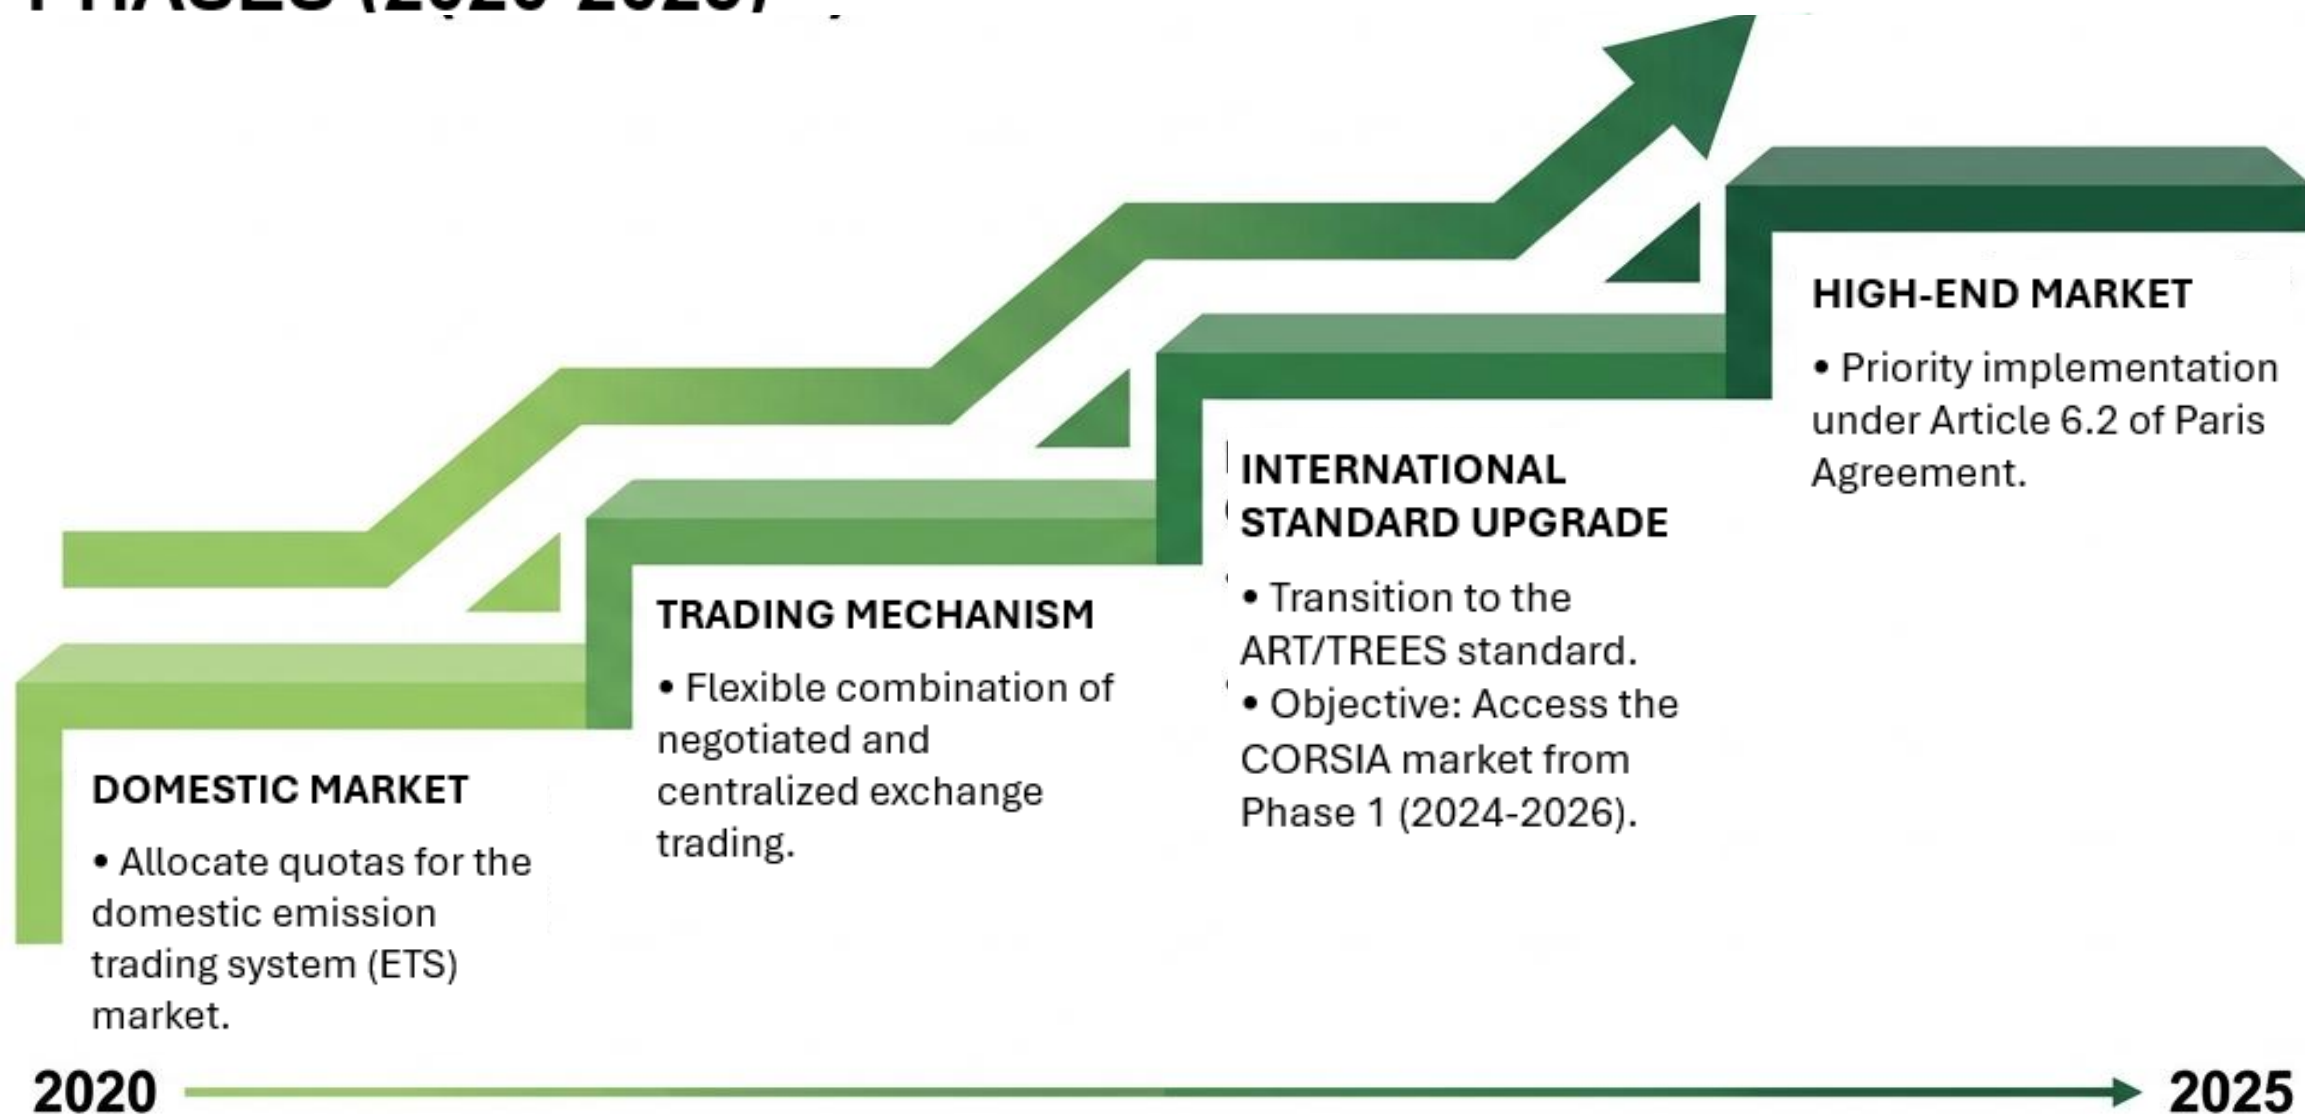 DOMESTIC MARKET
• Allocate quotas for the
domestic emission
trading system (ETS)
market.
TRADING MECHANISM
• Flexible combination of
negotiated and
centralized exchange
trading.
INTERNATIONAL
STANDARD UPGRADE
• Transition to the
ART/TREES standard.
• Objective: Access the
CORSIA market from
Phase 1 (2024-2026).
HIGH-END MARKET
• Priority implementation
under Article 6.2 of Paris
Agreement.
2020
2025